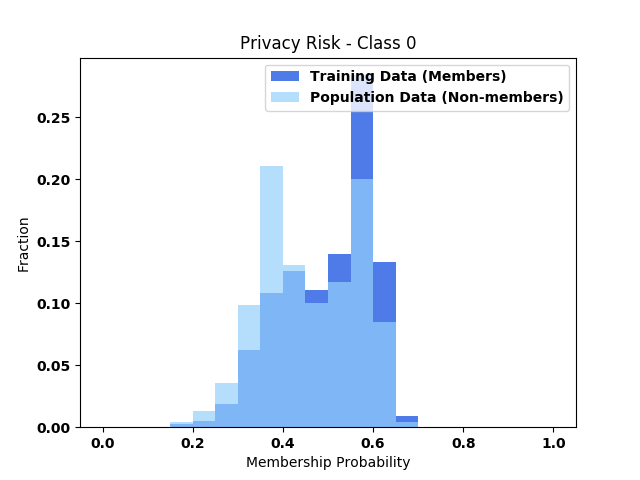 Privacy Risk - Class 0
Training Data (Members)
Population Data (Non-members)
Fraction
0.25
0.20
0.15
0.10
0.05
0.00
0.0 0.2 0.4 0.6 0.8 1.0
Membership Probability